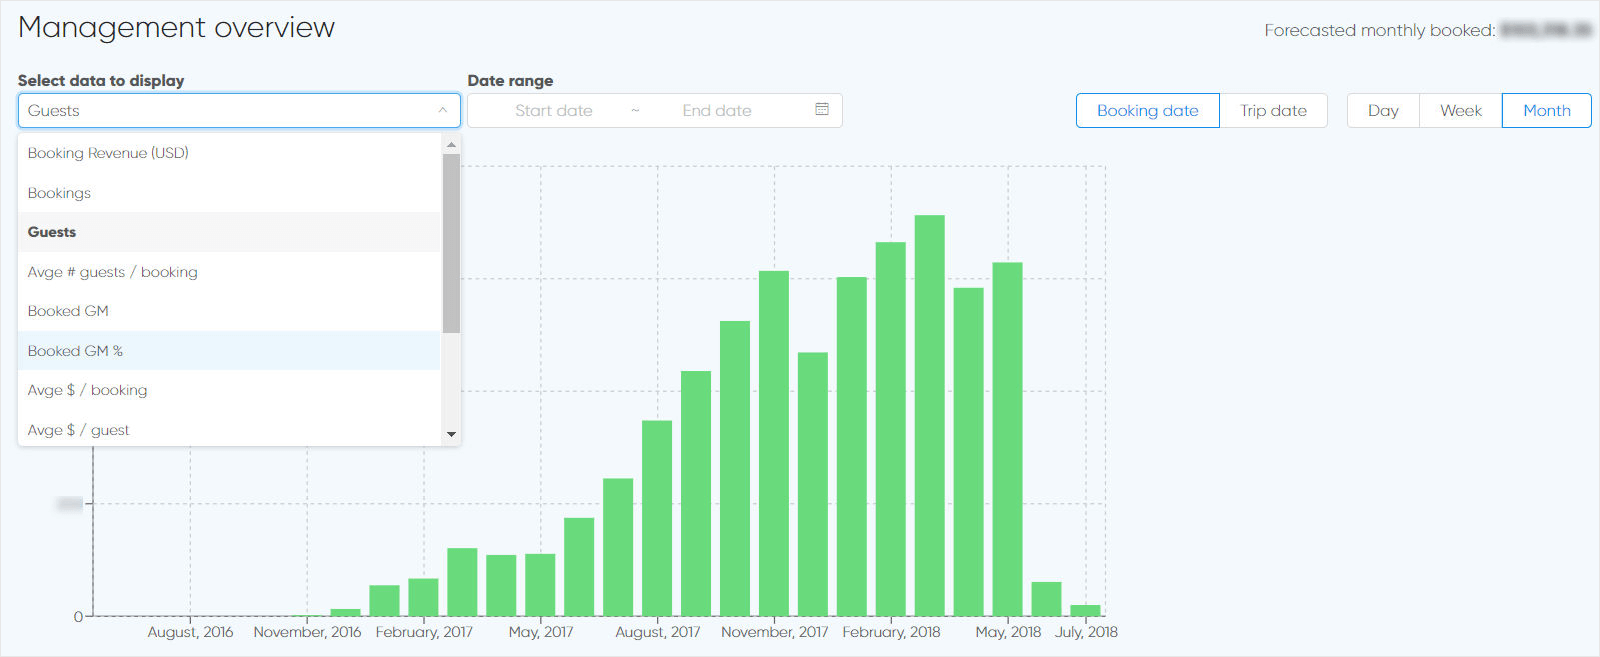 Management overview
Forecasted monthly booked:
Select data to display
Date range
Guests
Start date ~ End date
Booking date Trip date
Day Week Month
Booking Revenue (USD)
Bookings
Guests
Avge # guests / booking
Booked GM
Booked GM %
Avge $ / booking
Avge $ / guest
0
August, 2016 November, 2016 February, 2017 May, 2017 August, 2017 November, 2017 February, 2018 May, 2018 July, 2018